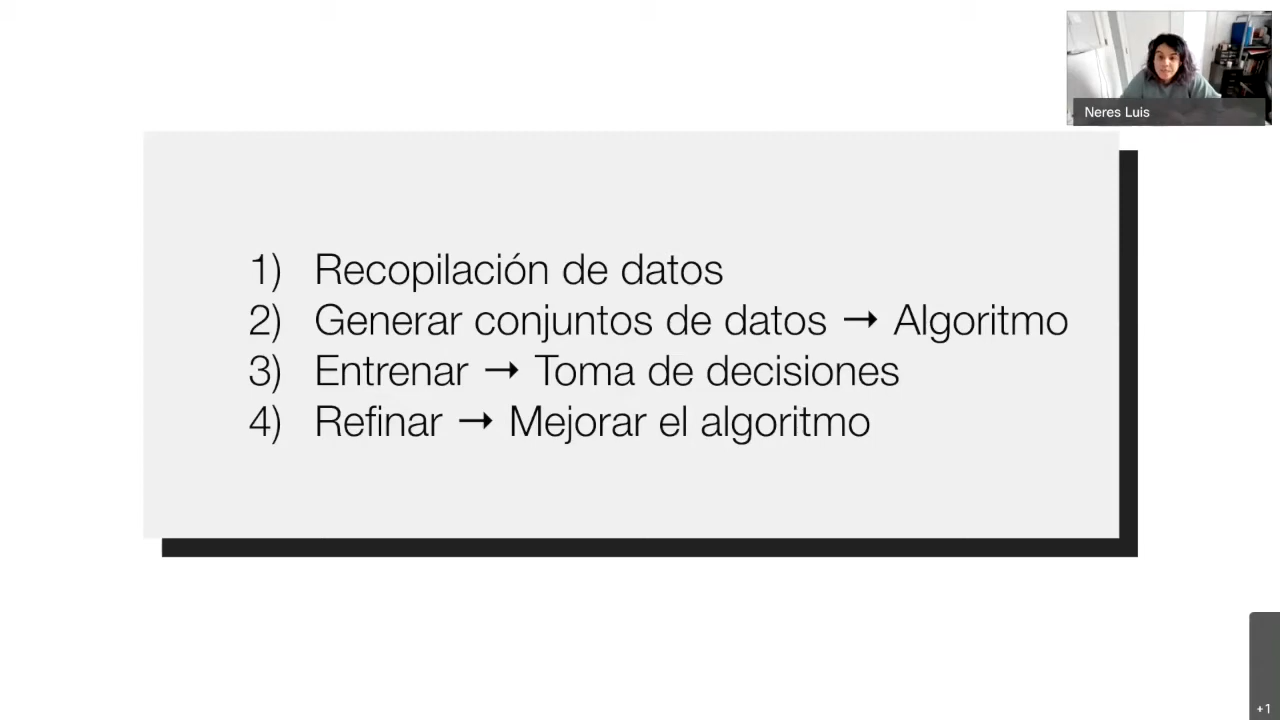 Neres Luis
1) Recopilación de datos
2) Generar conjuntos de datos → Algoritmo
3) Entrenar → Toma de decisiones
4) Refinar → Mejorar el algoritmo
+1